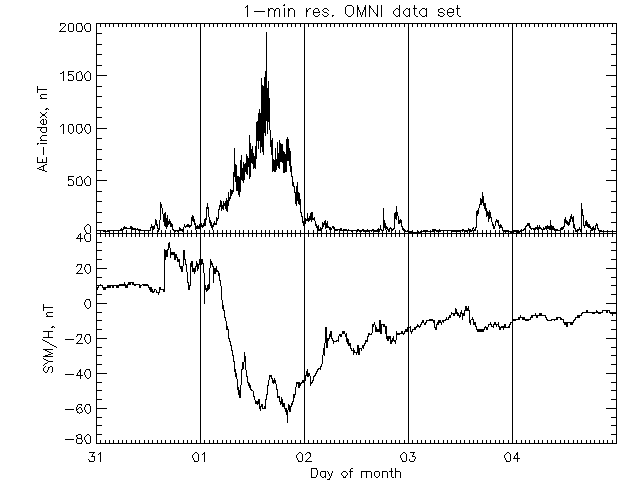 1-min res. OMNI data set
2000
1500
1000
500
0
AE-index, nT
40
20
0
-20
-40
-60
-80
SYM/H, nT
31 01 02 03 04
Day of month